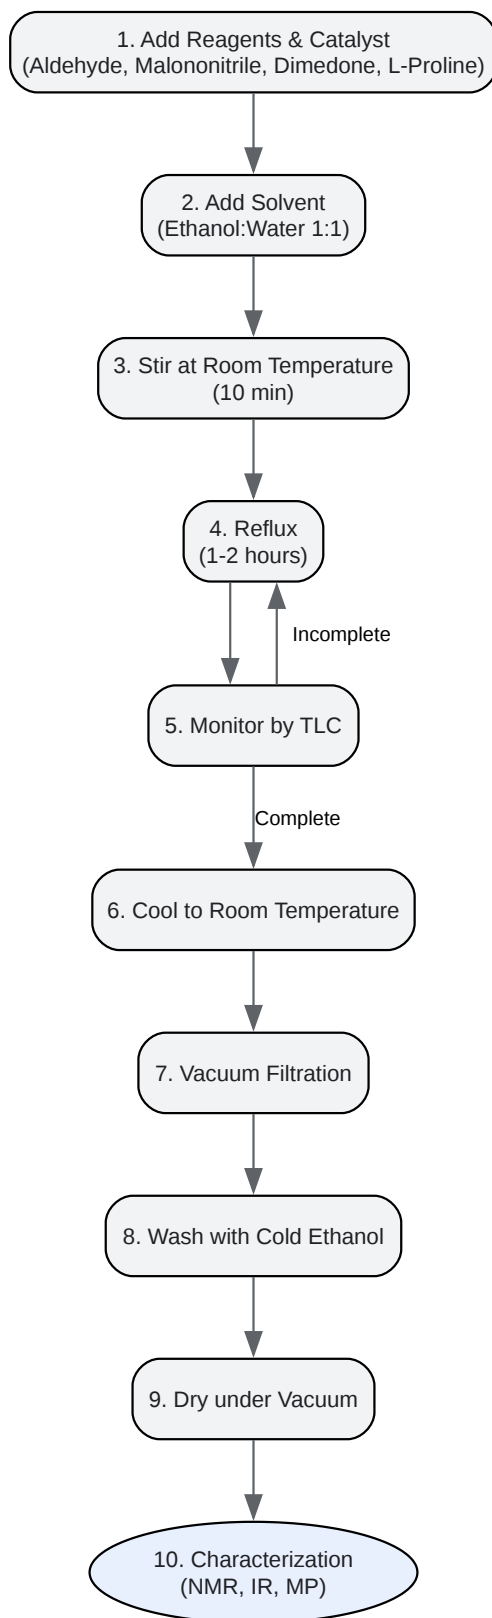 1. Add Reagents & Catalyst
(Aldehyde, Malononitrile, Dimedone, L-Proline)
2. Add Solvent
(Ethanol:Water 1:1)
3. Stir at Room Temperature
(10 min)
4. Reflux
(1-2 hours)
Incomplete
5. Monitor by TLC
Complete
6. Cool to Room Temperature
7. Vacuum Filtration
8. Wash with Cold Ethanol
9. Dry under Vacuum
10. Characterization
(NMR, IR, MP)